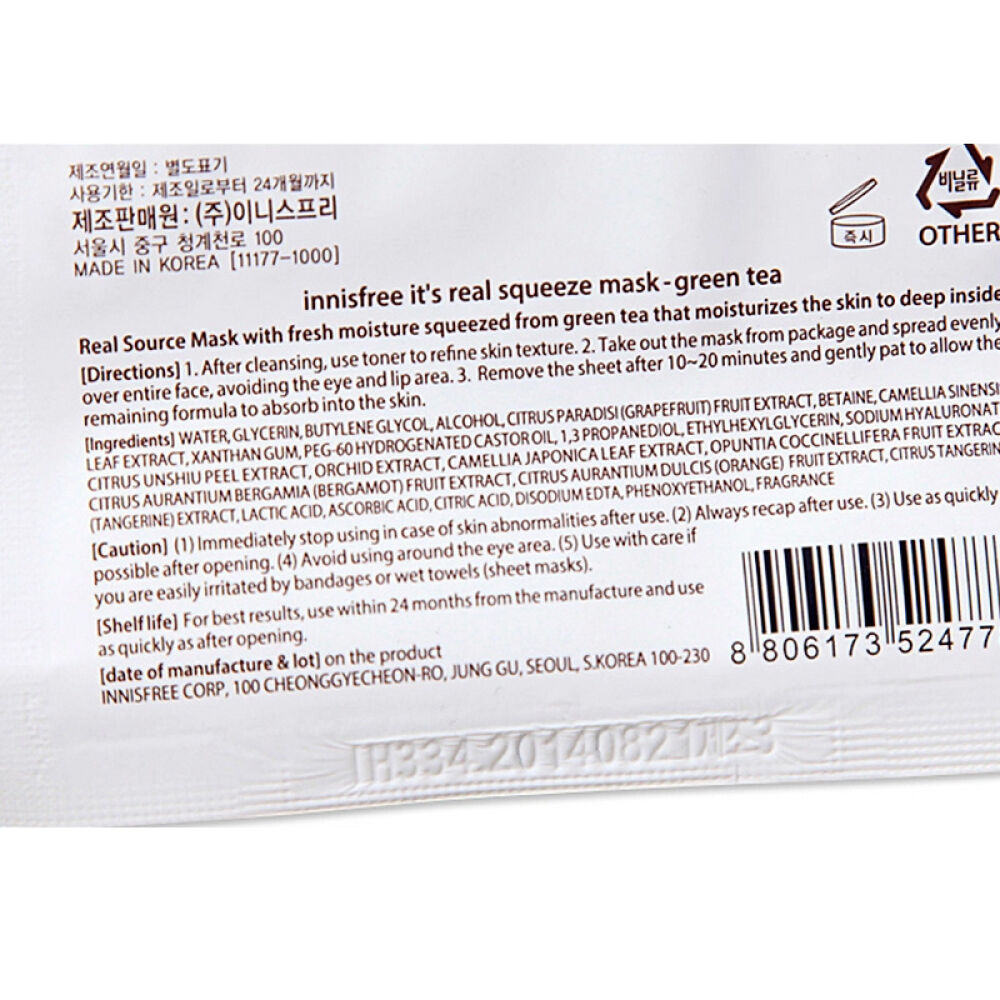 제조연월일 : 별도표기
사용기한 : 제조일로부터 24개월까지
제조판매원 : (주)이니스프리
서울시 중구 청계천로 100
MADE IN KOREA [11177-1000]
즉시
비닐류
OTHER
innisfree it's real squeeze mask-green tea
Real Source Mask with fresh moisture squeezed from green tea that moisturizes the skin to deep inside
[Directions] 1. After cleansing, use toner to refine skin texture. 2. Take out the mask from package and spread evenly
over entire face, avoiding the eye and lip area. 3. Remove the sheet after 10~20 minutes and gently pat to allow the
remaining formula to absorb into the skin.
[Ingredients] WATER, GLYCERIN, BUTYLENE GLYCOL, ALCOHOL, CITRUS PARADISI (GRAPEFRUIT) FRUIT EXTRACT, BETAINE, CAMELLIA SINENSI
LEAF EXTRACT, XANTHAN GUM, PEG-60 HYDROGENATED CASTOR OIL, 1,3 PROPANEDIOL, ETHYLHEXYLGLYCERIN, SODIUM HYALURONAT
CITRUS UNSHIU PEEL EXTRACT, ORCHID EXTRACT, CAMELLIA JAPONICA LEAF EXTRACT, OPUNTIA COCCINELLIFERA FRUIT EXTRAC
CITRUS AURANTIUM BERGAMIA (BERGAMOT) FRUIT EXTRACT, CITRUS AURANTIUM DULCIS (ORANGE) FRUIT EXTRACT, CITRUS TANGERIN
(TANGERINE) EXTRACT, LACTIC ACID, ASCORBIC ACID, CITRIC ACID, DISODIUM EDTA, PHENOXYETHANOL, FRAGRANCE
[Caution] (1) Immediately stop using in case of skin abnormalities after use. (2) Always recap after use. (3) Use as quickly
possible after opening. (4) Avoid using around the eye area. (5) Use with care if
you are easily irritated by bandages or wet towels (sheet masks).
[Shelf life] For best results, use within 24 months from the manufacture and use
as quickly as after opening.
[date of manufacture & lot] on the product
INNISFREE CORP, 100 CHEONGGYECHEON-RO, JUNG GU, SEOUL, S.KOREA 100-230
8 806173 52477
20140821